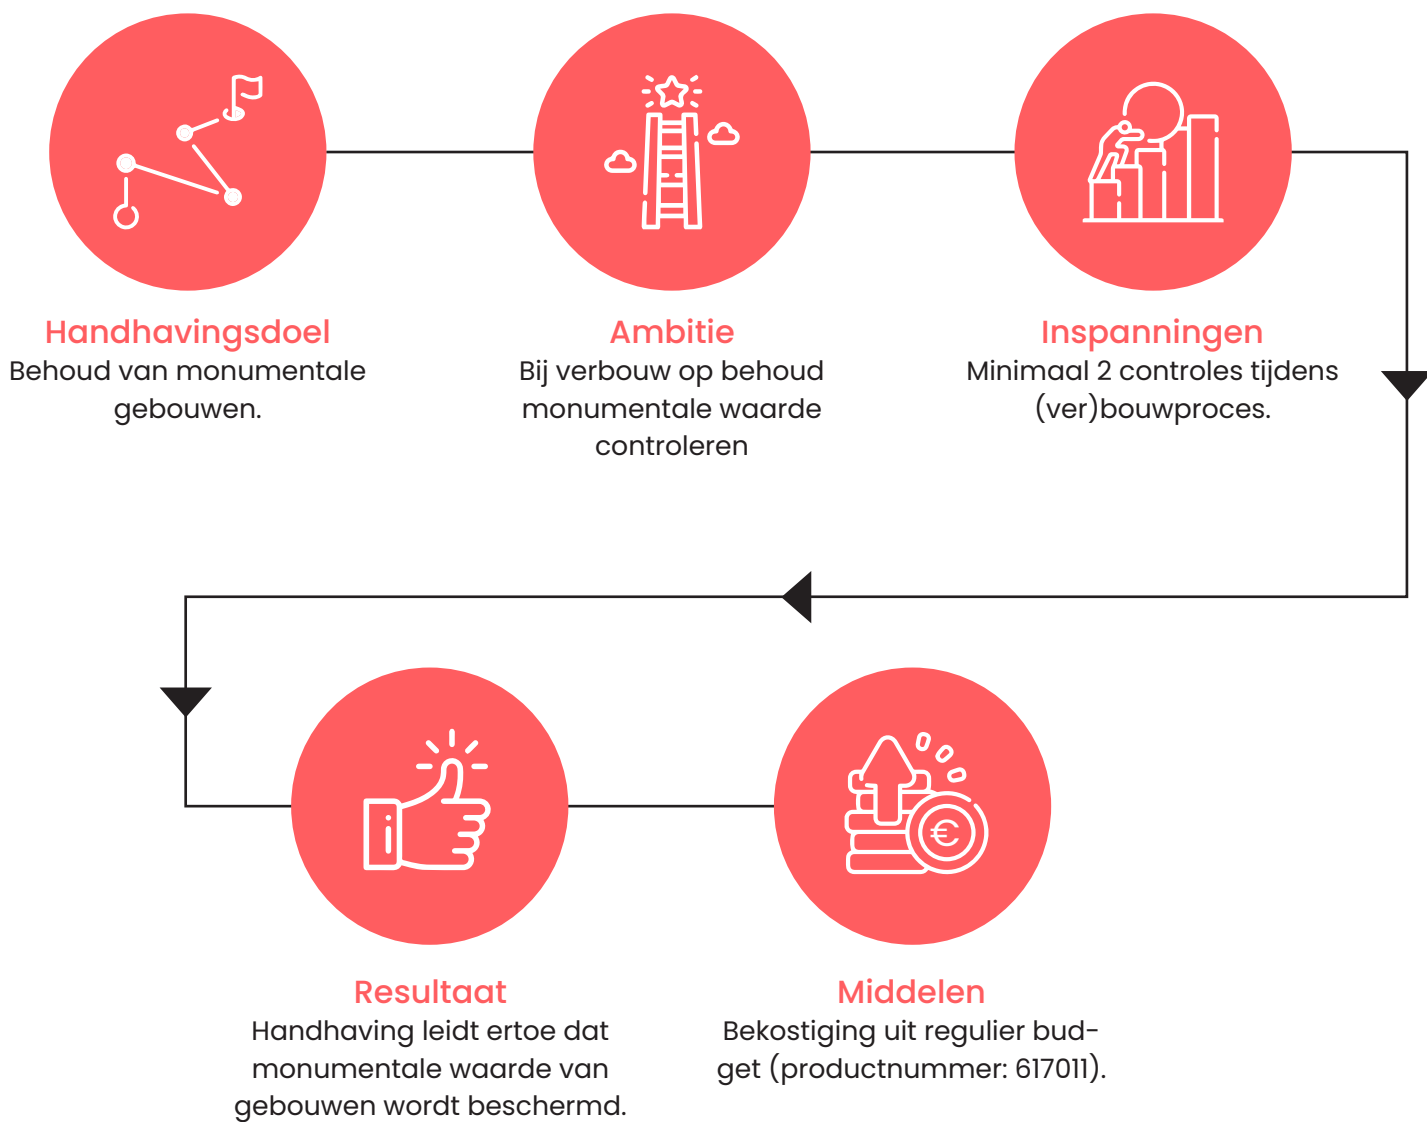 Handhavingsdoel
Behoud van monumentale
gebouwen.
Ambitie
Bij verbouw op behoud
monumentale waarde
controleren
Inspanningen
Minimaal 2 controles tijdens
(ver)bouwproces.
Resultaat
Handhaving leidt ertoe dat
monumentale waarde van
gebouwen wordt beschermd.
Middelen
Bekostiging uit regulier bud-
get (productnummer: 617011).